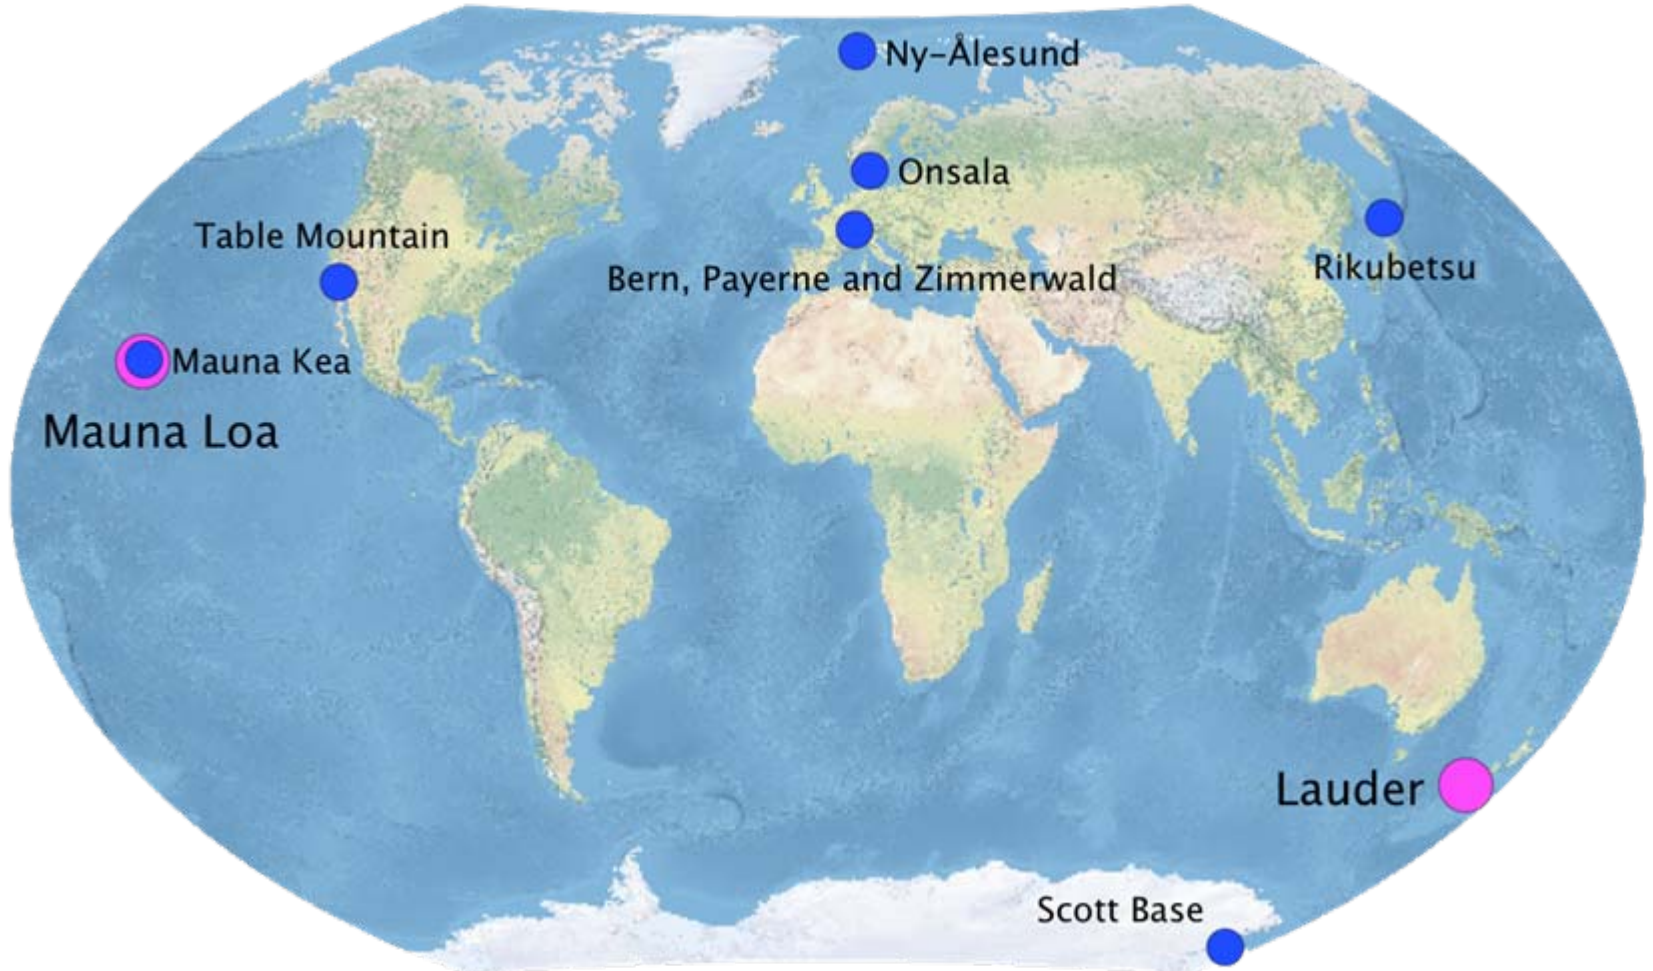 Ny-Ålesund
Onsala
Table Mountain
Rikubetsu
Bern, Payerne and Zimmerwald
Mauna Kea
Mauna Loa
Lauder
Scott Base